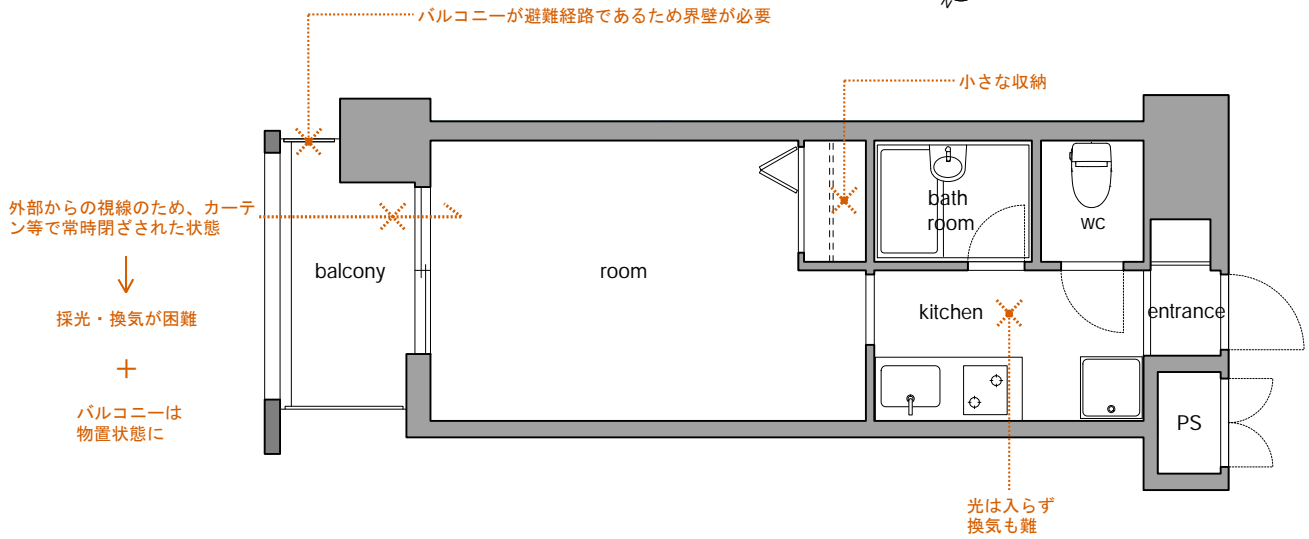 バルコニーが避難経路であるため界壁が必要
小さな収納
外部からの視線のため、カーテ
ン等で常時閉ざされた状態
↓
採光・換気が困難
+
バルコニーは
物置状態に
balcony
room
bath
room
wc
kitchen
entrance
PS
光は入らず
換気も難